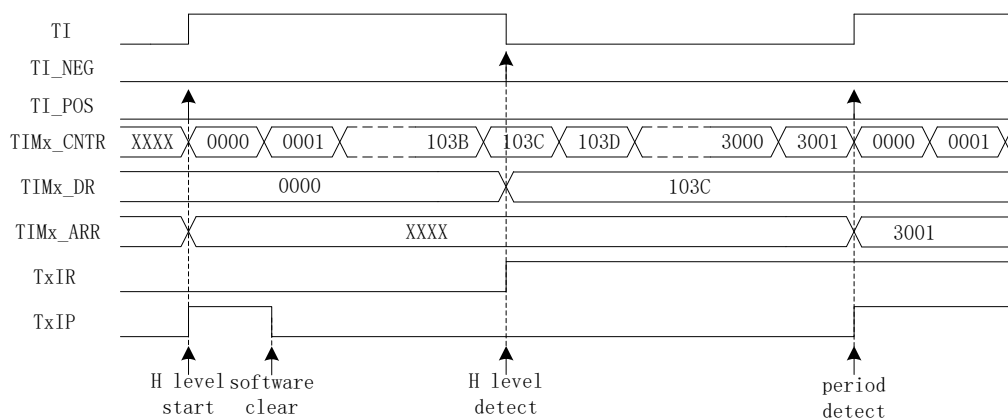 TI
TI_NEG
TI_POS
TIMx_CNTR XXXX 0000 0001 103B 103C 103D 3000 3001 0000 0001
TIMx_DR 0000 103C
TIMx_ARR XXXX 3001
TxIR
TxIP
H level start
software clear
H level detect
period detect